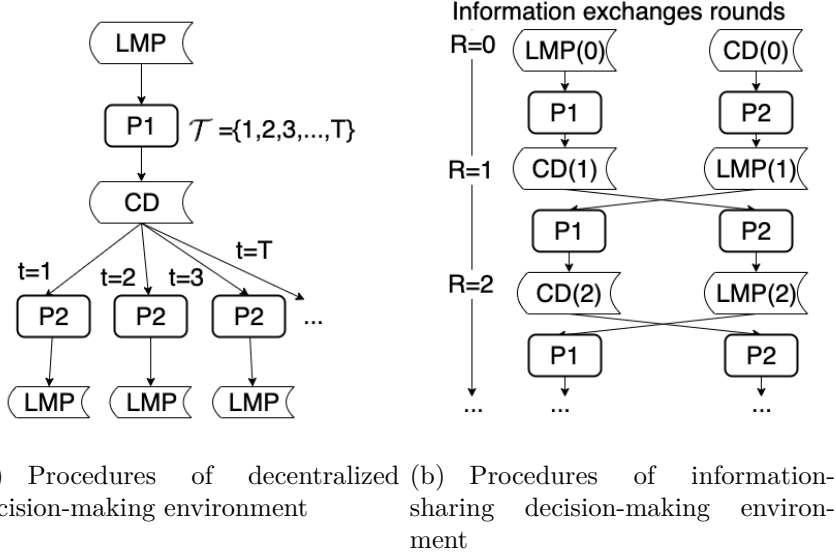 Information exchanges rounds
LMP
P1
𝒯 ={1,2,3,...,T}
CD
t=1
t=2
t=3
t=T
P2
P2
P2
...
LMP
LMP
LMP
R=0
LMP(0)
CD(0)
P1
P2
R=1
CD(1)
LMP(1)
P1
P2
R=2
CD(2)
LMP(2)
P1
P2
...
...
...
) Procedures of decentralized
cision-making environment
(b) Procedures of information-
sharing decision-making environ-
ment